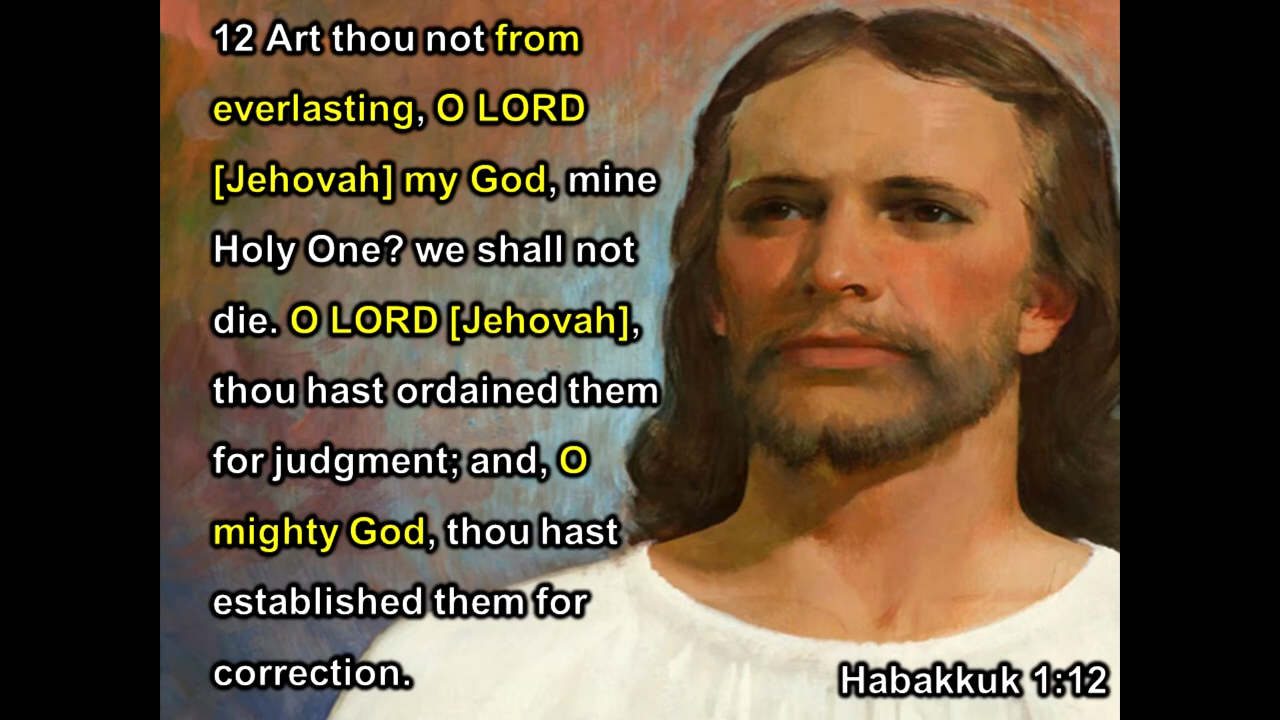 12 Art thou not from
everlasting, O LORD
[Jehovah] my God, mine
Holy One? we shall not
die. O LORD [Jehovah],
thou hast ordained them
for judgment; and, O
mighty God, thou hast
established them for
correction.
Habakkuk 1:12